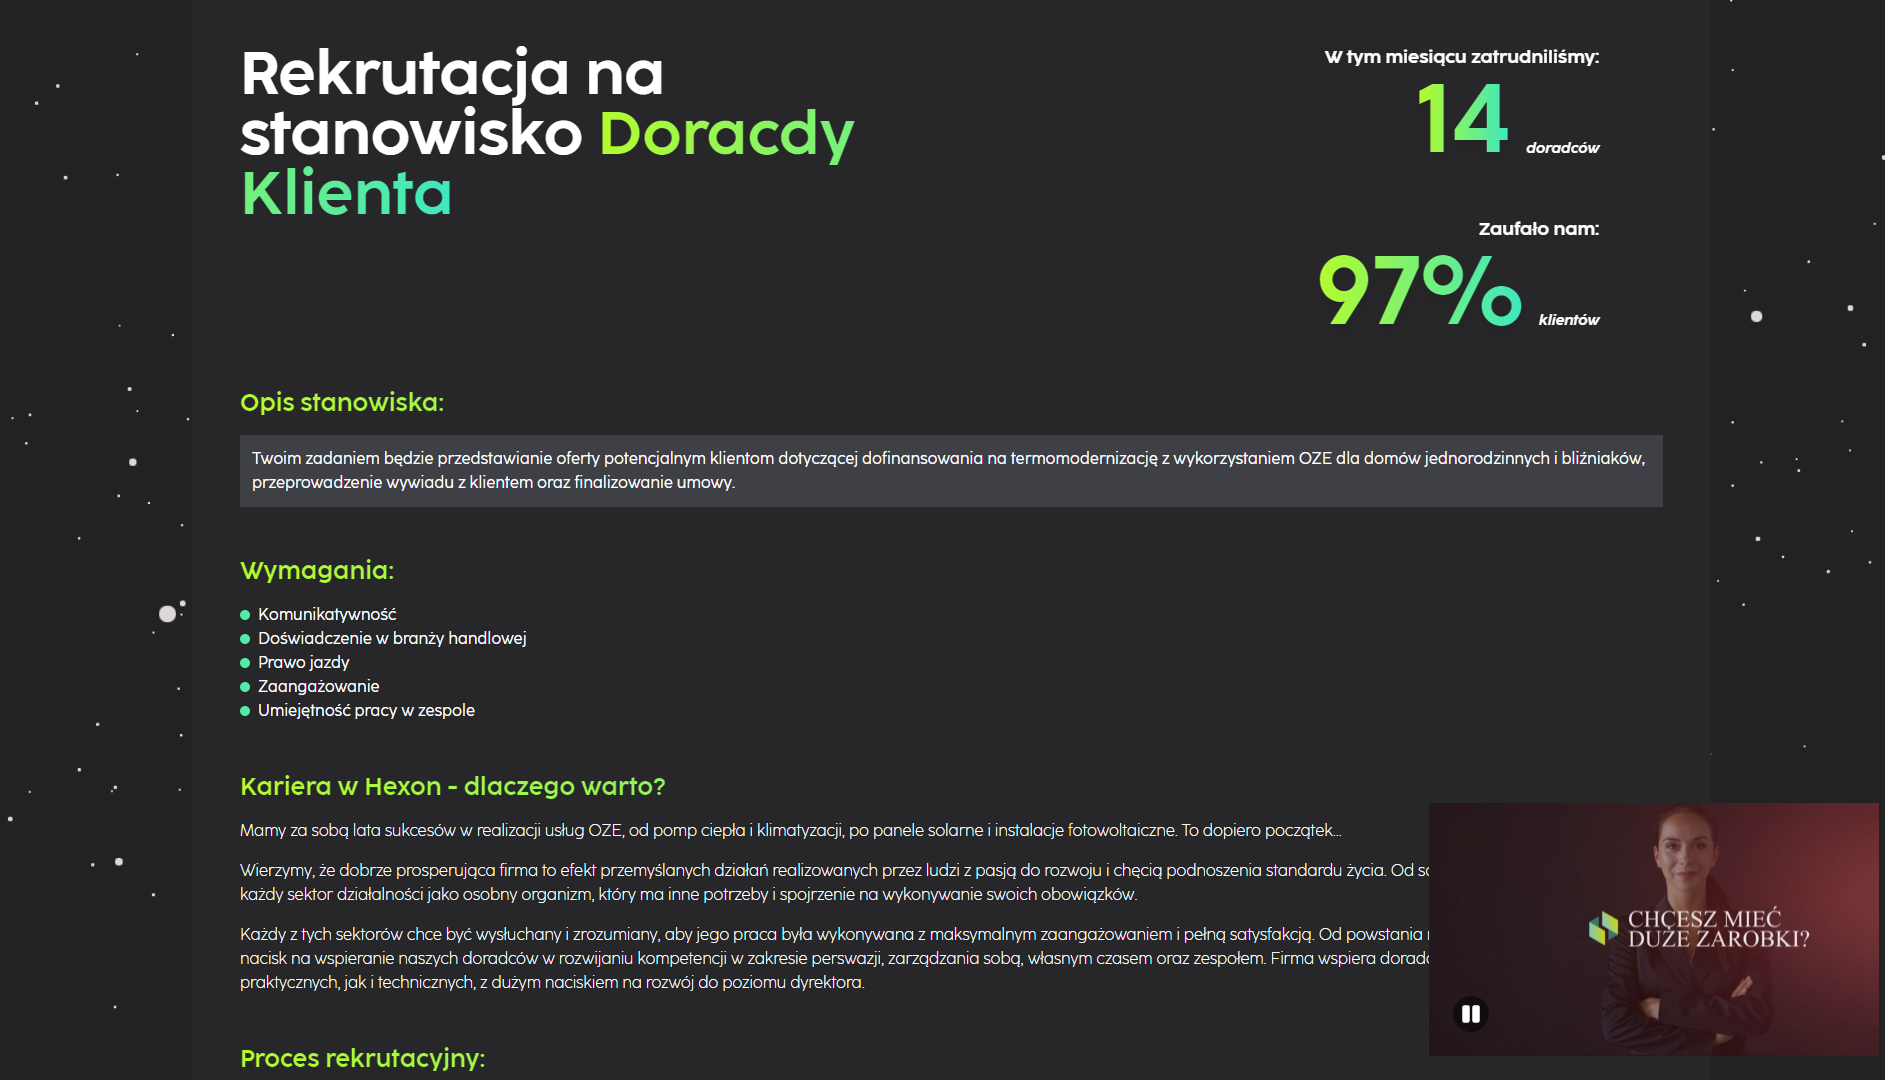 Rekrutacja na
stanowisko Doracdy
Klienta
W tym miesiącu zatrudniliśmy:
14 doradców
Zaufało nam:
97% klientów
Opis stanowiska:
Twoim zadaniem będzie przedstawianie oferty potencjalnym klientom dotyczącej dofinansowania na termomodernizację z wykorzystaniem OZE dla domów jednorodzinnych i bliźniaków,
przeprowadzenie wywiadu z klientem oraz finalizowanie umowy.
Wymagania:
Komunikatywność
Doświadczenie w branży handlowej
Prawo jazdy
Zaangażowanie
Umiejętność pracy w zespole
Kariera w Hexon - dlaczego warto?
Mamy za sobą lata sukcesów w realizacji usług OZE, od pomp ciepła i klimatyzacji, po panele solarne i instalacje fotowoltaiczne. To dopiero początek...
Wierzymy, że dobrze prosperująca firma to efekt przemyślanych działań realizowanych przez ludzi z pasją do rozwoju i chęcią podnoszenia standardu życia. Od
każdy sektor działalności jako osobny organizm, który ma inne potrzeby i spojrzenie na wykonywanie swoich obowiązków.
Każdy z tych sektorów chce być wysłuchany i zrozumiany, aby jego praca była wykonywana z maksymalnym zaangażowaniem i pełną satysfakcją. Od powstania
nacisk na wspieranie naszych doradców w rozwijaniu kompetencji w zakresie perswazji, zarządzania sobą, własnym czasem oraz zespołem. Firma wspiera
praktycznych, jak i technicznych, z dużym naciskiem na rozwój do poziomu dyrektora.
CHCESZ MIEĆ
DUŻE ZAROBKI?
Proces rekrutacyjny: